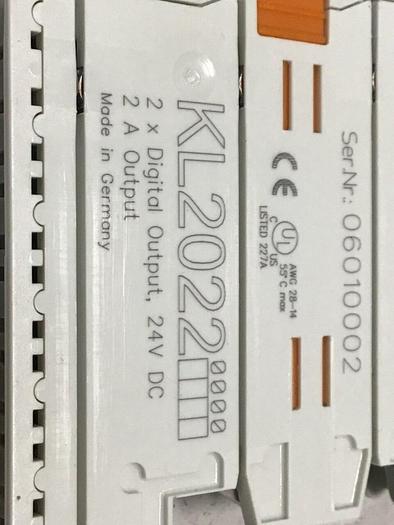 KL2022
0000
2 x Digital Output, 24V DC
2 A Output
Made in Germany
Ser.Nr.: 06010002
CE
C UL US
LISTED 227A
AWG 28-14
55°C max